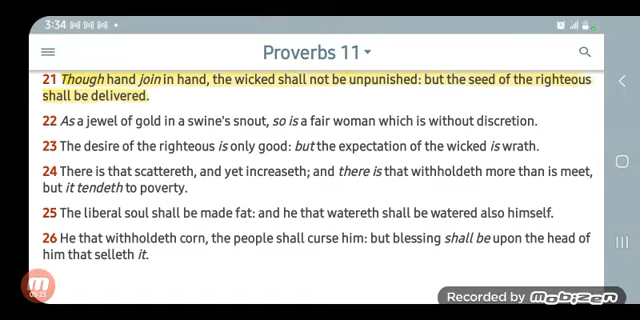 3:34
Proverbs 11
21 Though hand join in hand, the wicked shall not be unpunished: but the seed of the righteous
shall be delivered.
22 As a jewel of gold in a swine's snout, so is a fair woman which is without discretion.
23 The desire of the righteous is only good: but the expectation of the wicked is wrath.
24 There is that scattereth, and yet increaseth; and there is that withholdeth more than is meet,
but it tendeth to poverty.
25 The liberal soul shall be made fat: and he that watereth shall be watered also himself.
26 He that withholdeth corn, the people shall curse him: but blessing shall be upon the head of
him that selleth it.
05:23
Recorded by mobizen